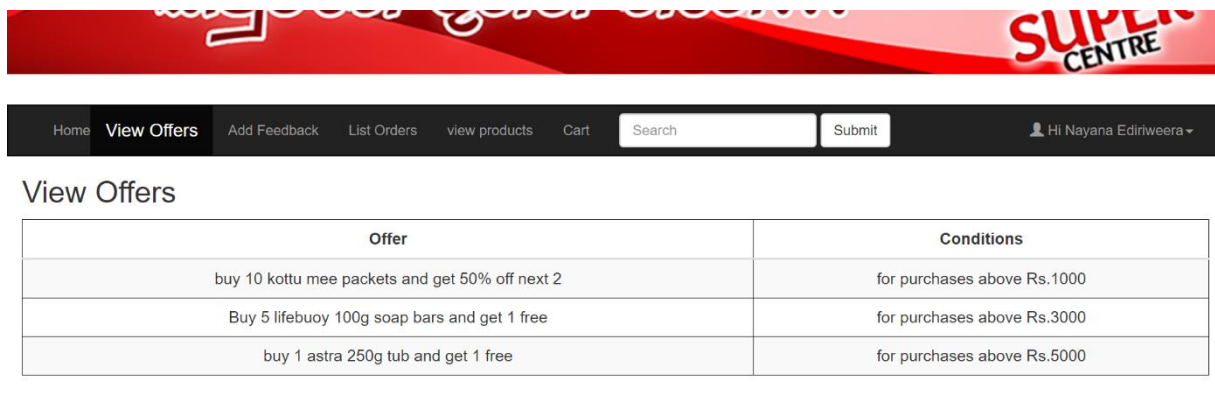 SUPER
CENTRE
Home View Offers Add Feedback List Orders view products Cart Search Submit Hi Nayana Ediriweera
View Offers
Offer Conditions
buy 10 kottu mee packets and get 50% off next 2 for purchases above Rs.1000
Buy 5 lifebuoy 100g soap bars and get 1 free for purchases above Rs.3000
buy 1 astra 250g tub and get 1 free for purchases above Rs.5000